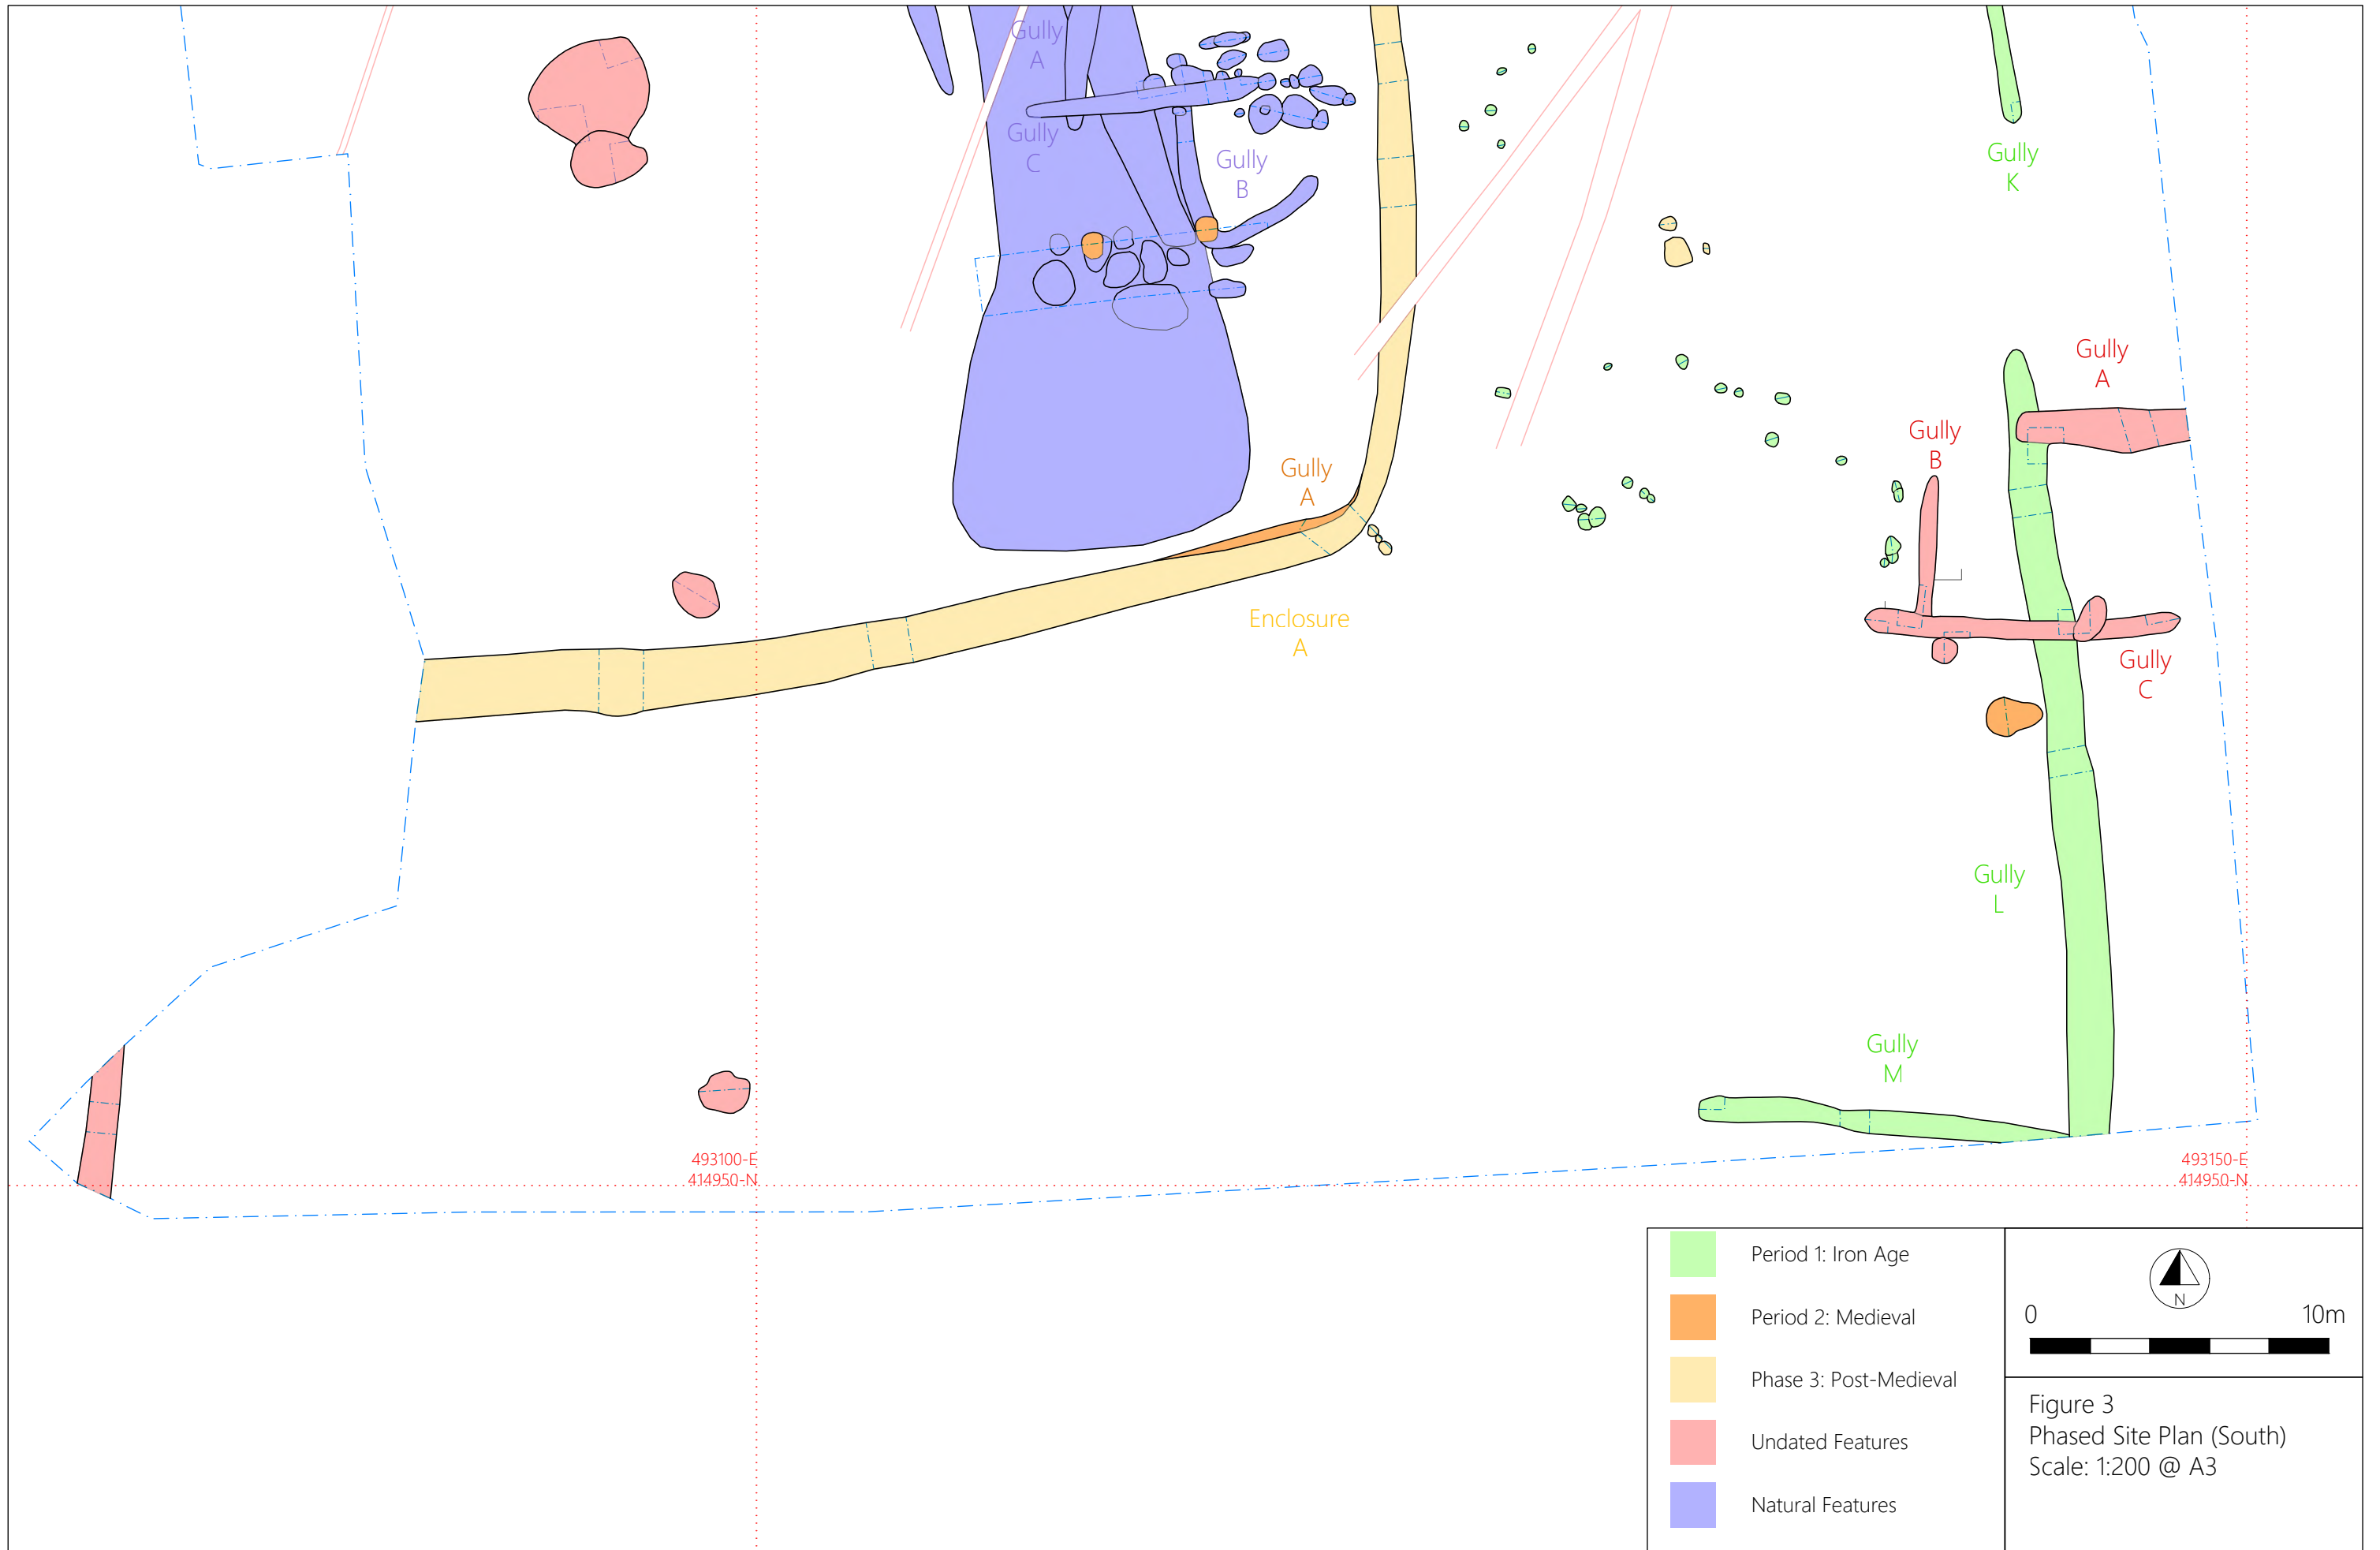 Gully
A
Gully
C
Gully
B
Gully
K
Gully
A
Gully
B
Gully
A
Enclosure
A
Gully
C
Gully
L
Gully
M
493100-E
414950-N
493150-E
414950-N
Period 1: Iron Age
Period 2: Medieval
Phase 3: Post-Medieval
Undated Features
Natural Features
N
0 10m
Figure 3
Phased Site Plan (South)
Scale: 1:200 @ A3